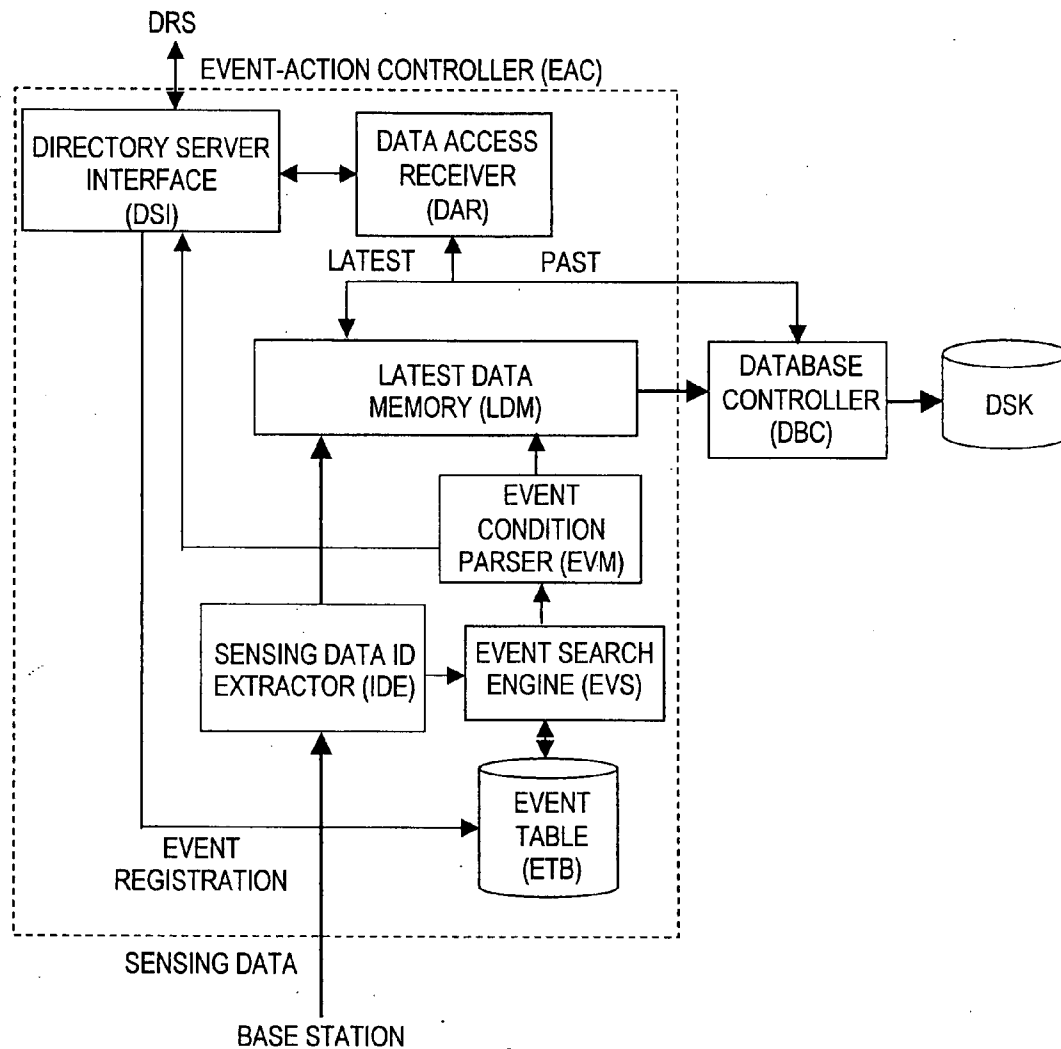 DRS
EVENT-ACTION CONTROLLER (EAC)
DIRECTORY SERVER
INTERFACE
(DSI)
DATA ACCESS
RECEIVER
(DAR)
LATEST
PAST
LATEST DATA
MEMORY (LDM)
DATABASE
CONTROLLER
(DBC)
DSK
EVENT
CONDITION
PARSER (EVM)
SENSING DATA ID
EXTRACTOR (IDE)
EVENT SEARCH
ENGINE (EVS)
EVENT
TABLE
(ETB)
EVENT
REGISTRATION
SENSING DATA
BASE STATION